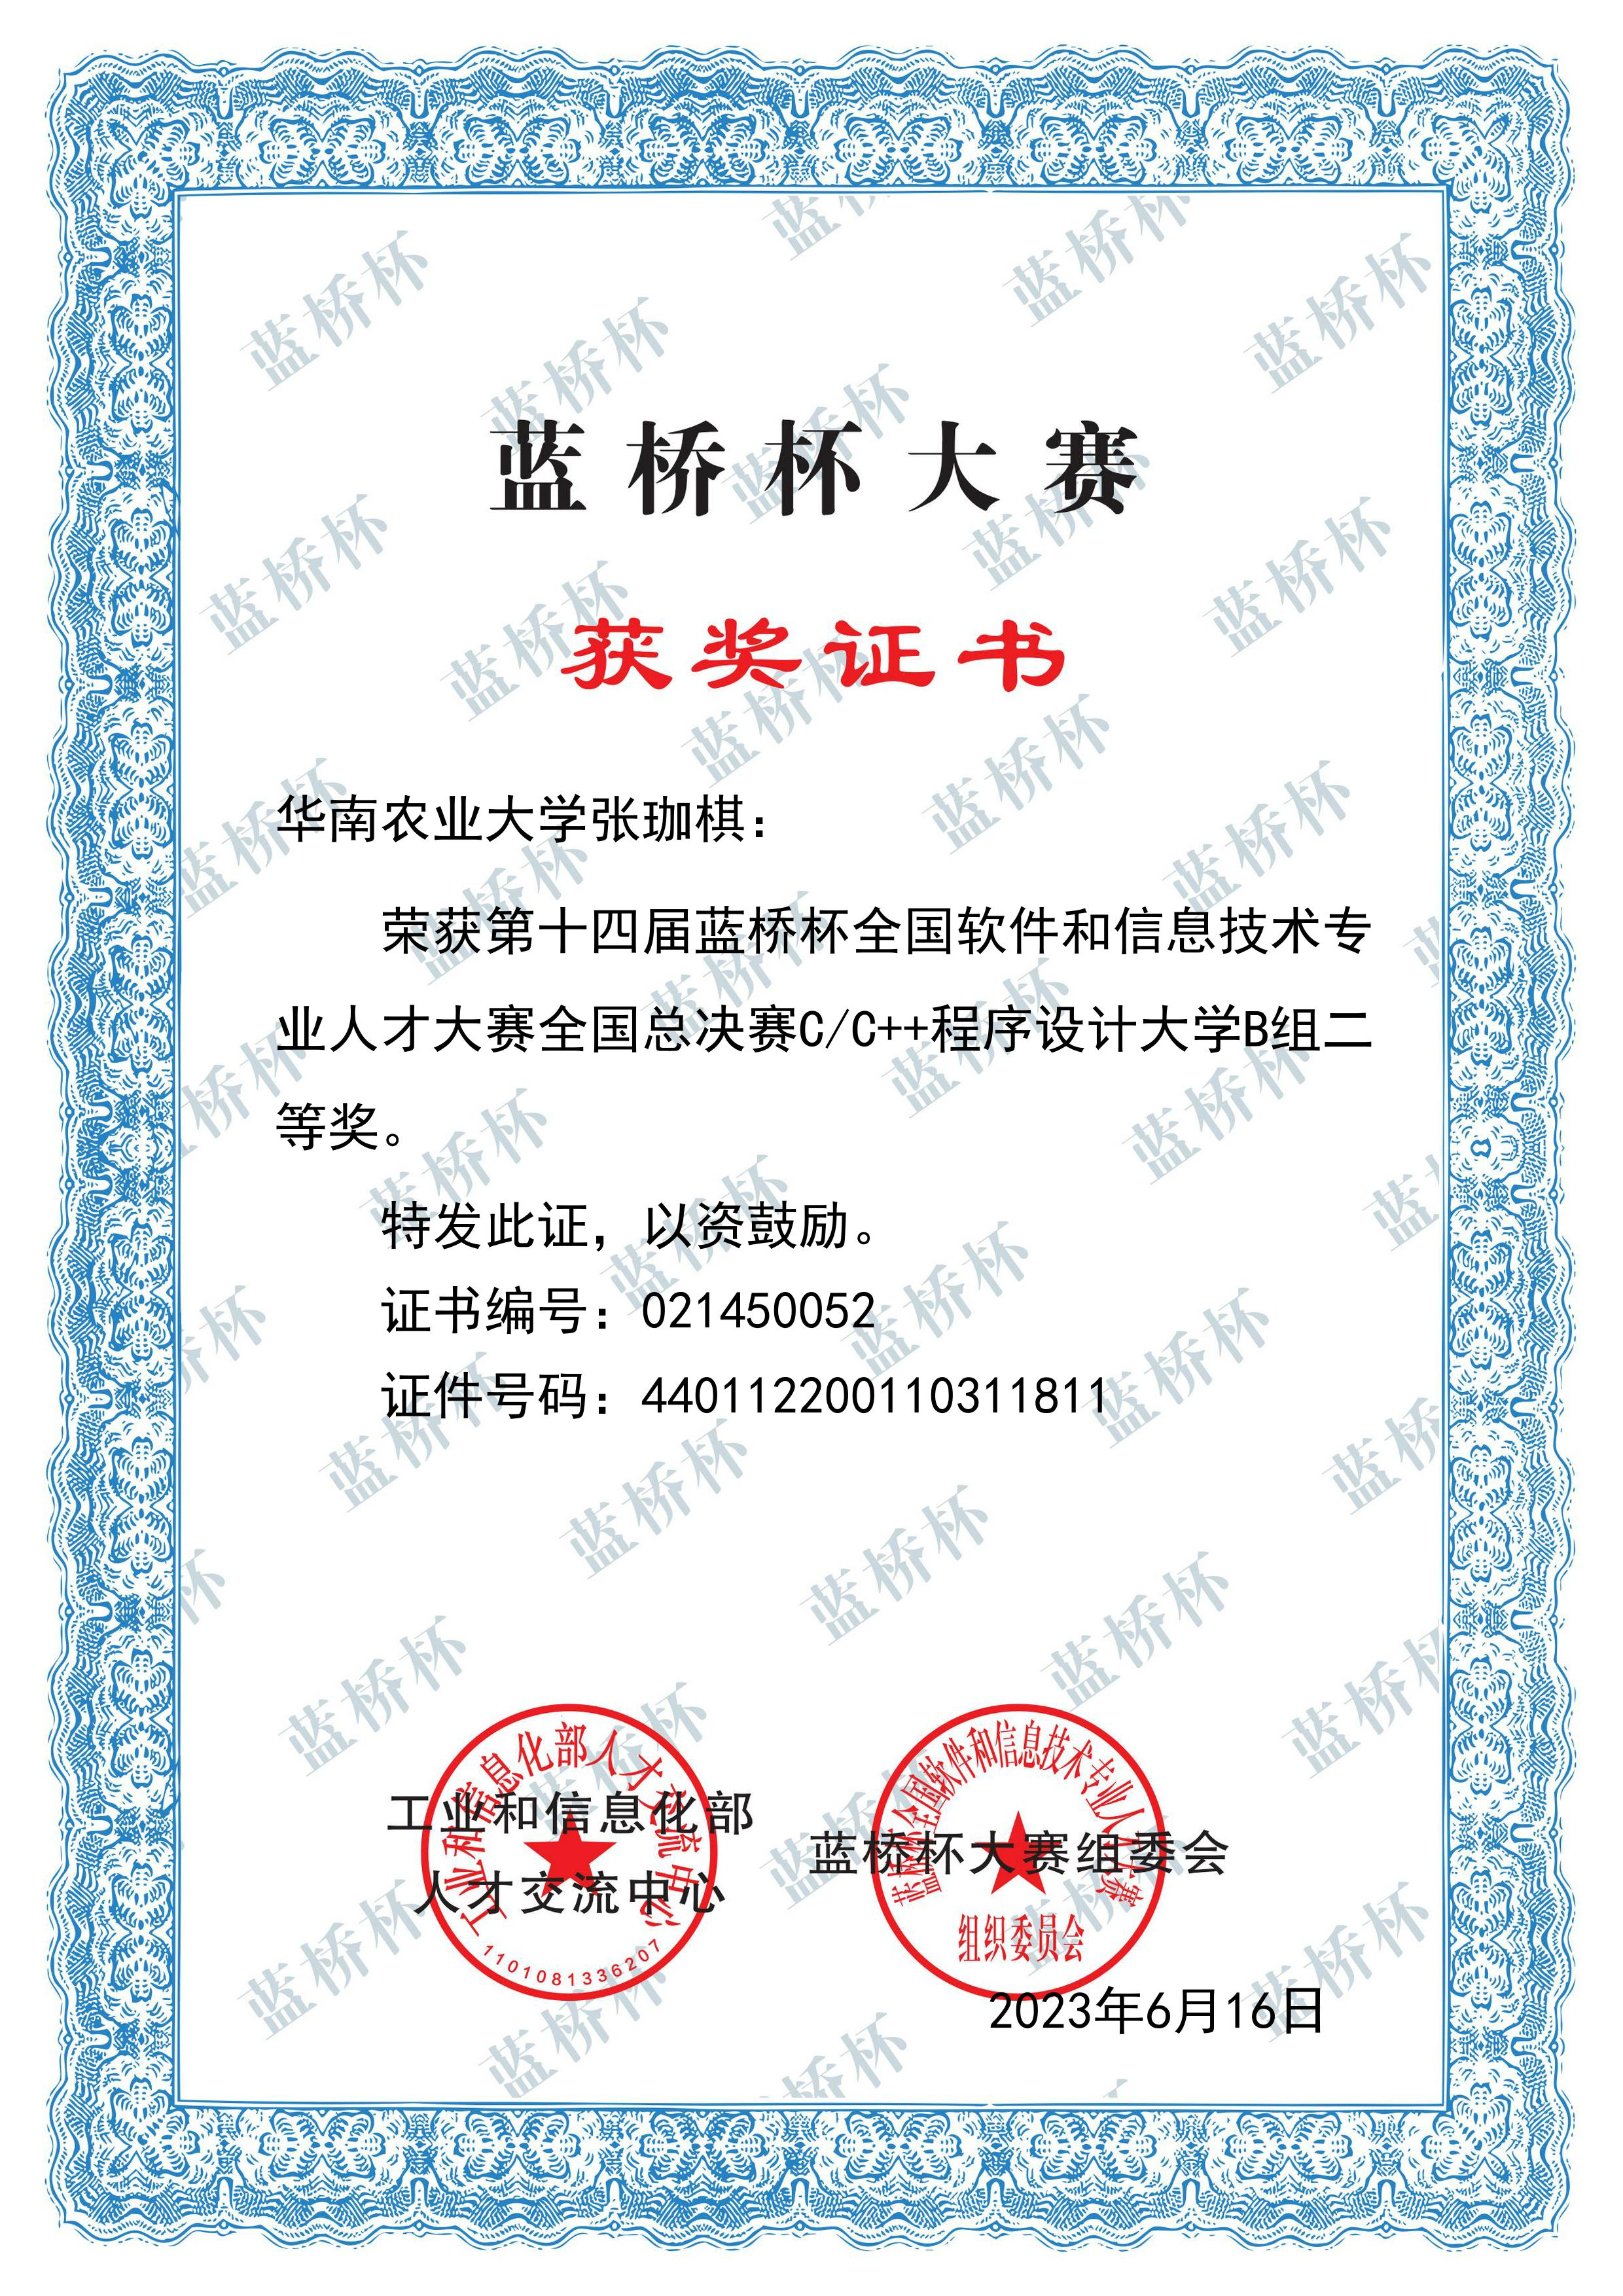 蓝桥杯大赛
获奖证书
华南农业大学张珈棋：
荣获第十四届蓝桥杯全国软件和信息技术专
业人才大赛全国总决赛C/C++程序设计大学B组二
等奖。
特发此证，以资鼓励。
证书编号：021450052
证件号码：440112200110311811
工业和信息化部人才交流中心
工业和信息化部
人才交流中心
1101081336207
蓝桥杯全国软件和信息技术专业人才大赛
蓝桥杯大赛组委会
组织委员会
2023年6月16日
蓝桥杯